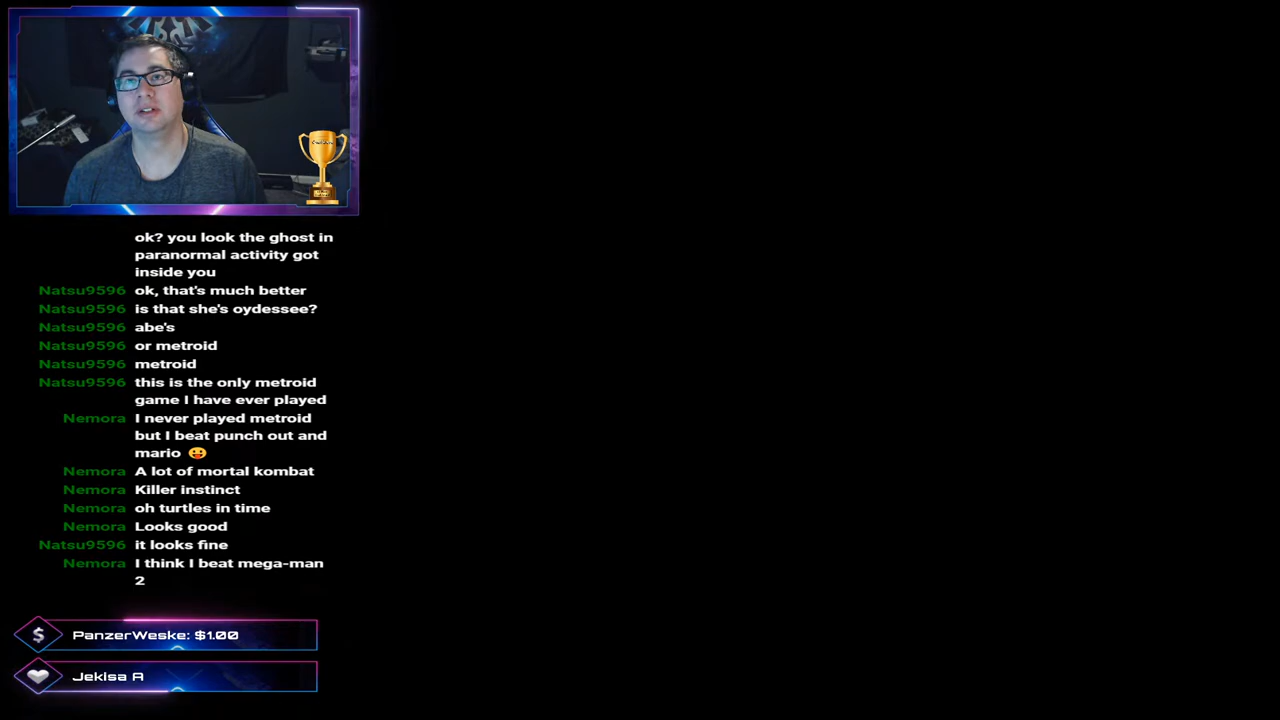 ok? you look the ghost in
paranormal activity got
inside you
Natsu9596 ok, that's much better
Natsu9596 is that she's oydessee?
Natsu9596 abe's
Natsu9596 or metroid
Natsu9596 metroid
Natsu9596 this is the only metroid
game I have ever played
Nemora I never played metroid
but I beat punch out and
mario 😛
Nemora A lot of mortal kombat
Nemora Killer instinct
Nemora oh turtles in time
Nemora Looks good
Natsu9596 it looks fine
Nemora I think I beat mega-man
2
$ PanzerWeske: $1.00
Jekisa A